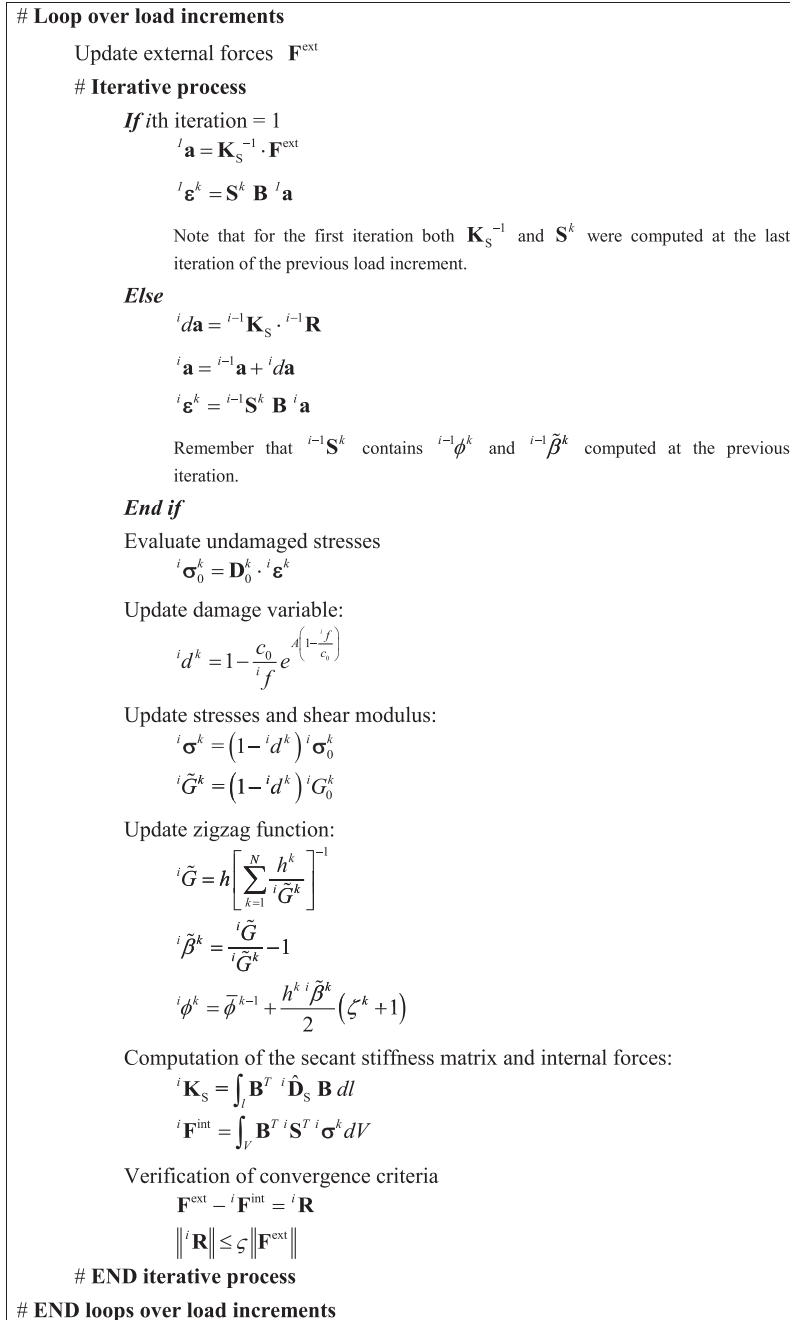 # Loop over load increments
Update external forces F^ext
# Iterative process
If ith iteration = 1
^I a = K_S^{-1} · F^ext
^I ε^k = S^k B ^I a
Note that for the first iteration both K_S^{-1} and S^k were computed at the last
iteration of the previous load increment.
Else
^i da = ^{i-1}K_S · ^{i-1}R
^i a = ^{i-1}a + ^i da
^i ε^k = ^{i-1}S^k B ^i a
Remember that ^{i-1}S^k contains ^{i-1}ϕ^k and ^{i-1}β̃^k computed at the previous
iteration.
End if
Evaluate undamaged stresses
^i σ_0^k = D_0^k · ^i ε^k
Update damage variable:
^i d^k = 1 − \frac{c_0}{^i f} e^{A(1 − \frac{^i f}{c_0})}
Update stresses and shear modulus:
^i σ^k = (1 − ^i d^k) ^i σ_0^k
^i G̃^k = (1 − ^i d^k) ^i G_0^k
Update zigzag function:
^i G̃ = h [ \sum_{k=1}^{N} \frac{h^k}{^i G̃^k} ]^{-1}
^i β̃^k = \frac{^i G̃}{^i G̃^k} − 1
^i ϕ^k = ϕ̄^{k-1} + \frac{h^k ^i β̃^k}{2} (ζ^k + 1)
Computation of the secant stiffness matrix and internal forces:
^i K_S = ∫_l B^T ^i D̂_S B dl
^i F^int = ∫_V B^T ^i S^T ^i σ^k dV
Verification of convergence criteria
F^ext − ^i F^int = ^i R
‖^i R‖ ≤ ς ‖F^ext‖
# END iterative process
# END loops over load increments